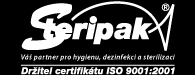 Steripak
Váš partner pro hygienu, dezinfekci a sterilizaci
Držitel certifikátu ISO 9001:2001